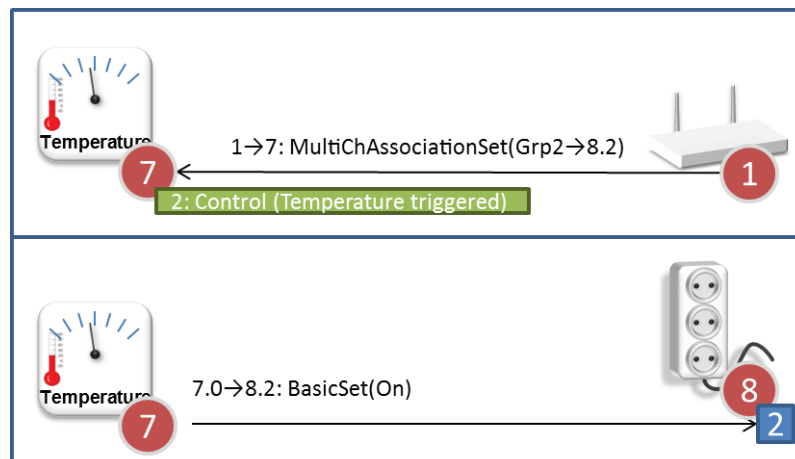 Temperature
1→7: MultiChAssociationSet(Grp2→8.2)
7
1
2: Control (Temperature triggered)
Temperature
7.0→8.2: BasicSet(On)
7
8
2